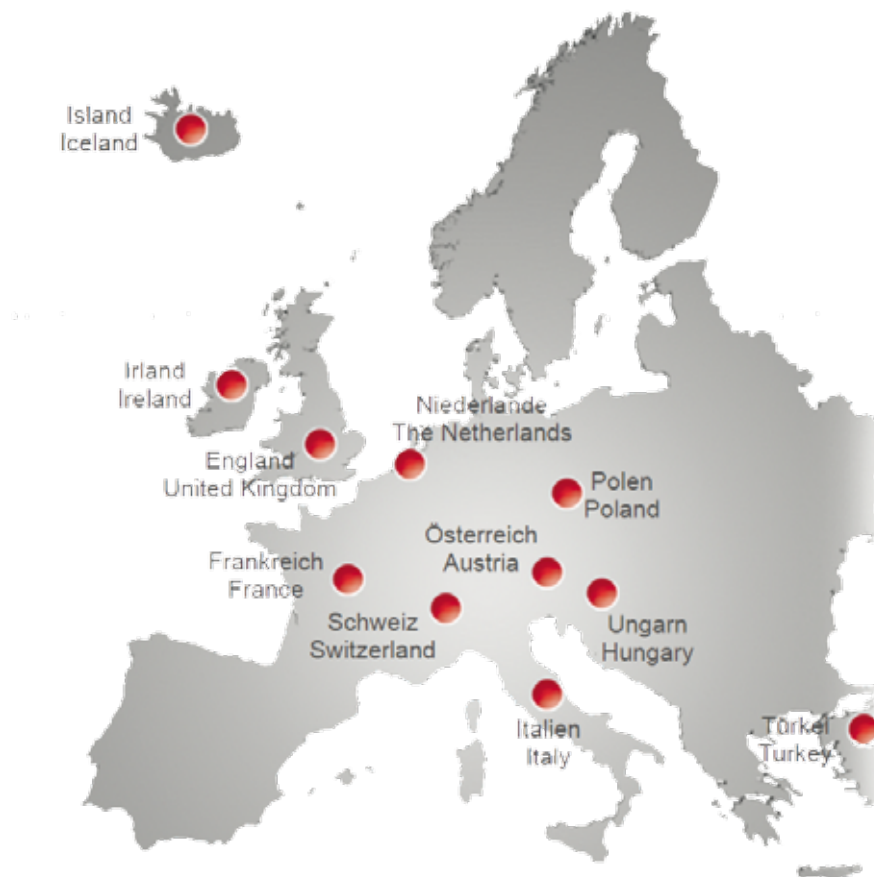 Island
Iceland
Irland
Ireland
Niederlande
The Netherlands
England
United Kingdom
Polen
Poland
Österreich
Austria
Frankreich
France
Schweiz
Switzerland
Ungarn
Hungary
Italien
Italy
Türkei
Turkey